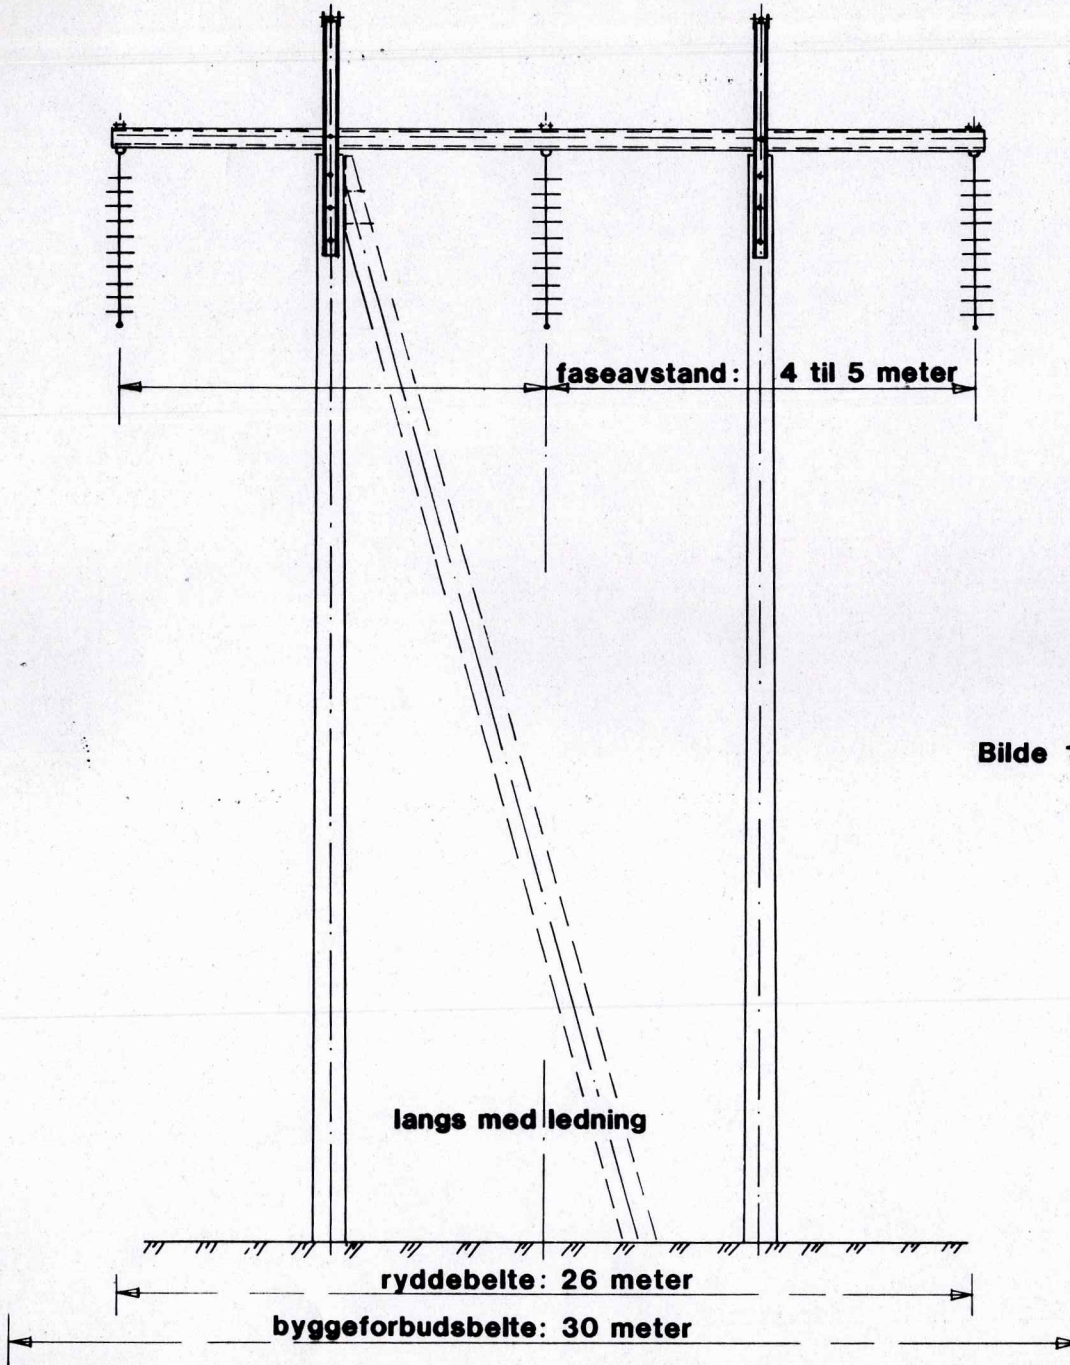 faseavstand: 4 til 5 meter
Bilde
langs med ledning
ryddebelte: 26 meter
byggeforbudsbelte: 30 meter